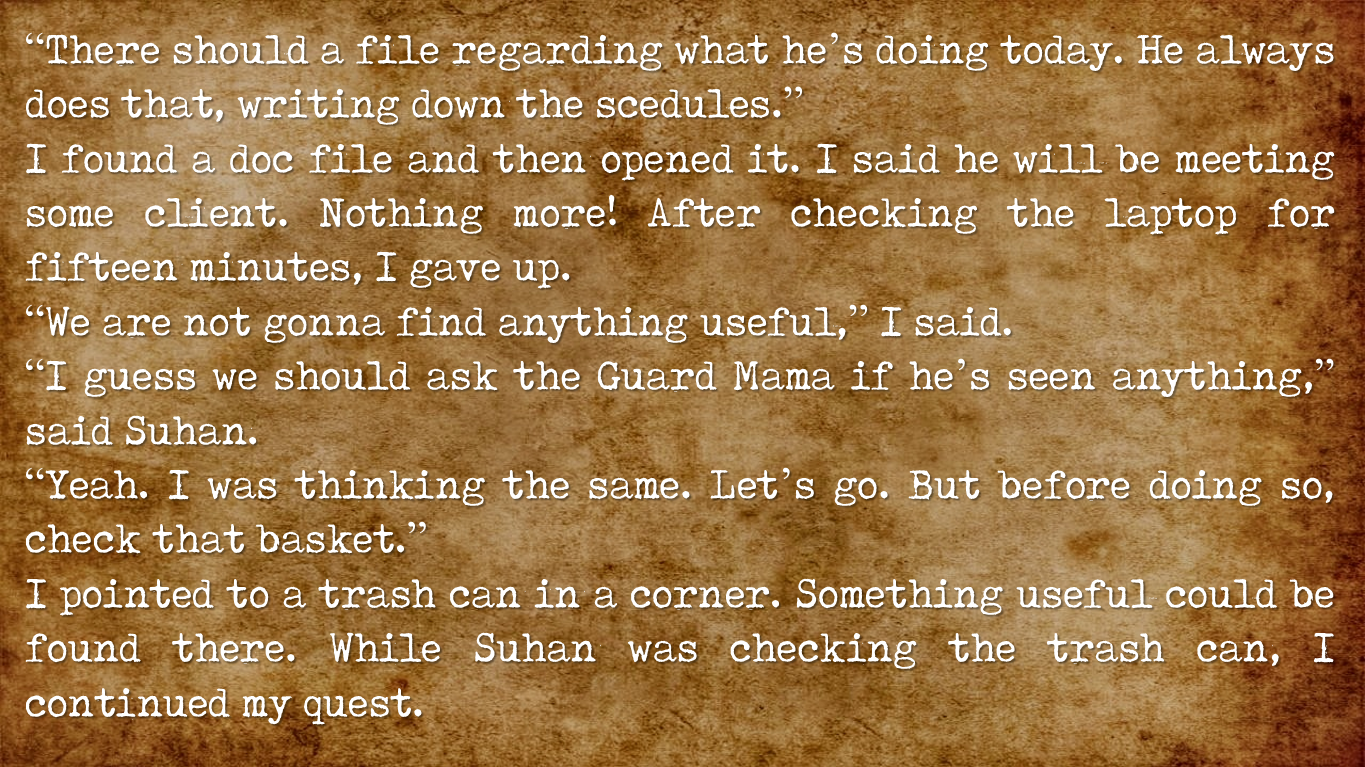 “There should a file regarding what he’s doing today. He always
does that, writing down the scedules.”
I found a doc file and then opened it. I said he will be meeting
some client. Nothing more! After checking the laptop for
fifteen minutes, I gave up.
“We are not gonna find anything useful,” I said.
“I guess we should ask the Guard Mama if he’s seen anything,”
said Suhan.
“Yeah. I was thinking the same. Let’s go. But before doing so,
check that basket.”
I pointed to a trash can in a corner. Something useful could be
found there. While Suhan was checking the trash can, I
continued my quest.